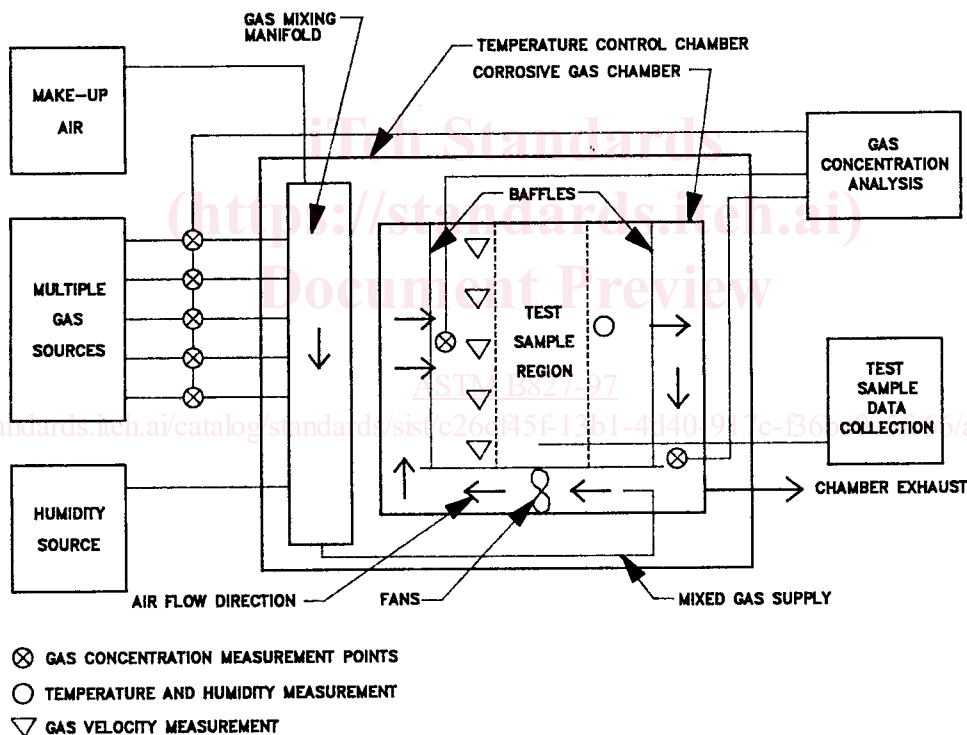 GAS MIXING
MANIFOLD
TEMPERATURE CONTROL CHAMBER
CORROSIVE GAS CHAMBER
MAKE-UP
AIR
GAS
CONCENTRATION
ANALYSIS
iTeh Standards
(https://standards.iteh.ai)
Document Preview
BAFFLES
MULTIPLE
GAS
SOURCES
TEST
SAMPLE
REGION
ASTM B827-97
TEST
SAMPLE
DATA
COLLECTION
HUMIDITY
SOURCE
CHAMBER EXHAUST
AIR FLOW DIRECTION
FANS
MIXED GAS SUPPLY
GAS CONCENTRATION MEASUREMENT POINTS
TEMPERATURE AND HUMIDITY MEASUREMENT
GAS VELOCITY MEASUREMENT